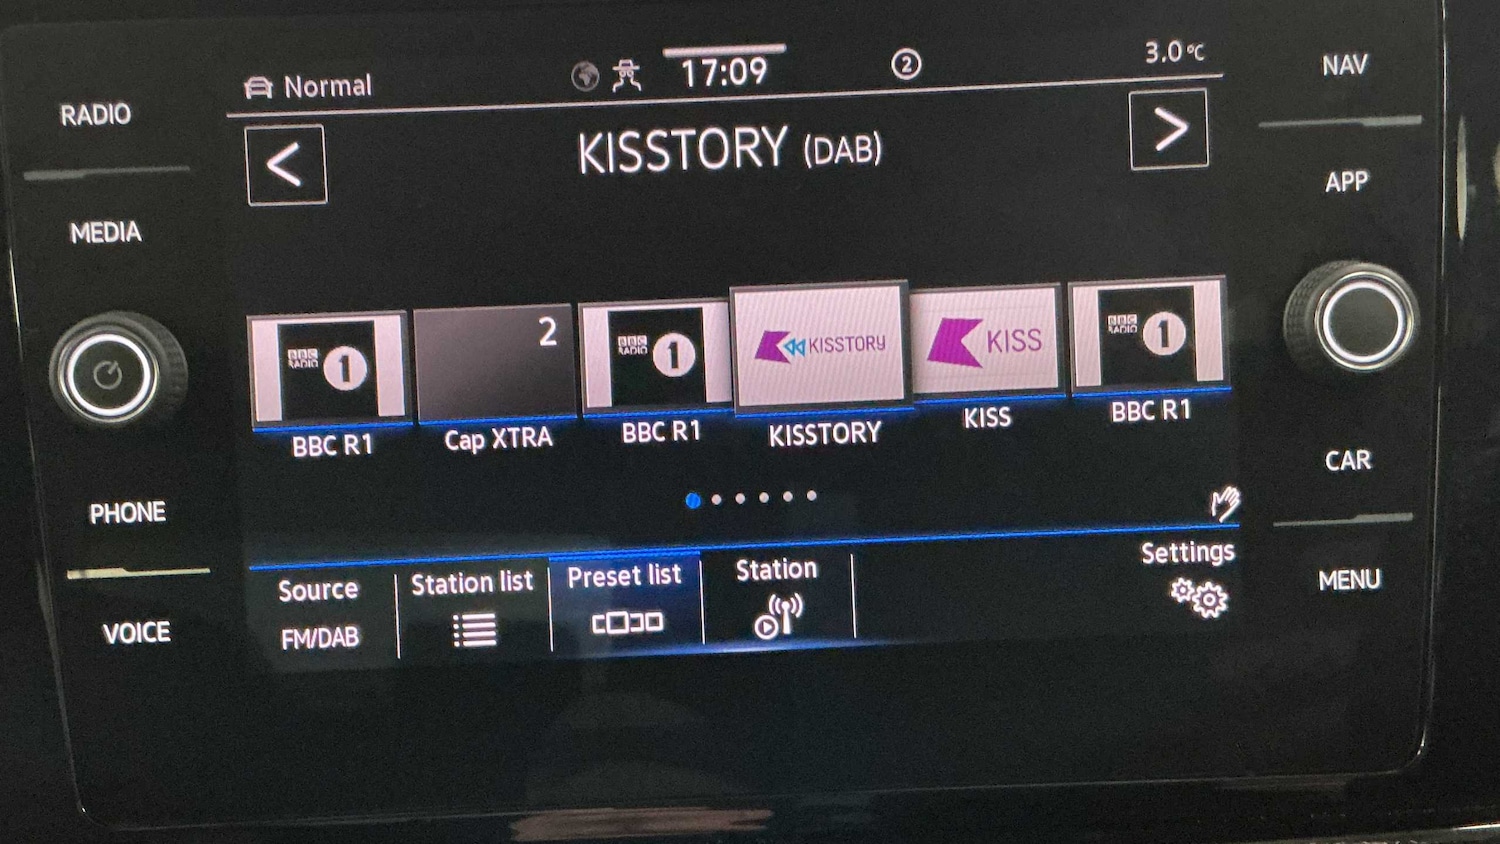 Normal
17:09
2
3.0°C
RADIO
MEDIA
PHONE
VOICE
<
KISSTORY (DAB)
>
BBC RADIO 1
2
BBC RADIO 1
KISSTORY
KISS
BBC RADIO 1
BBC R1
Cap XTRA
BBC R1
KISSTORY
KISS
BBC R1
Source
FM/DAB
Station list
Preset list
Station
Settings
NAV
APP
CAR
MENU